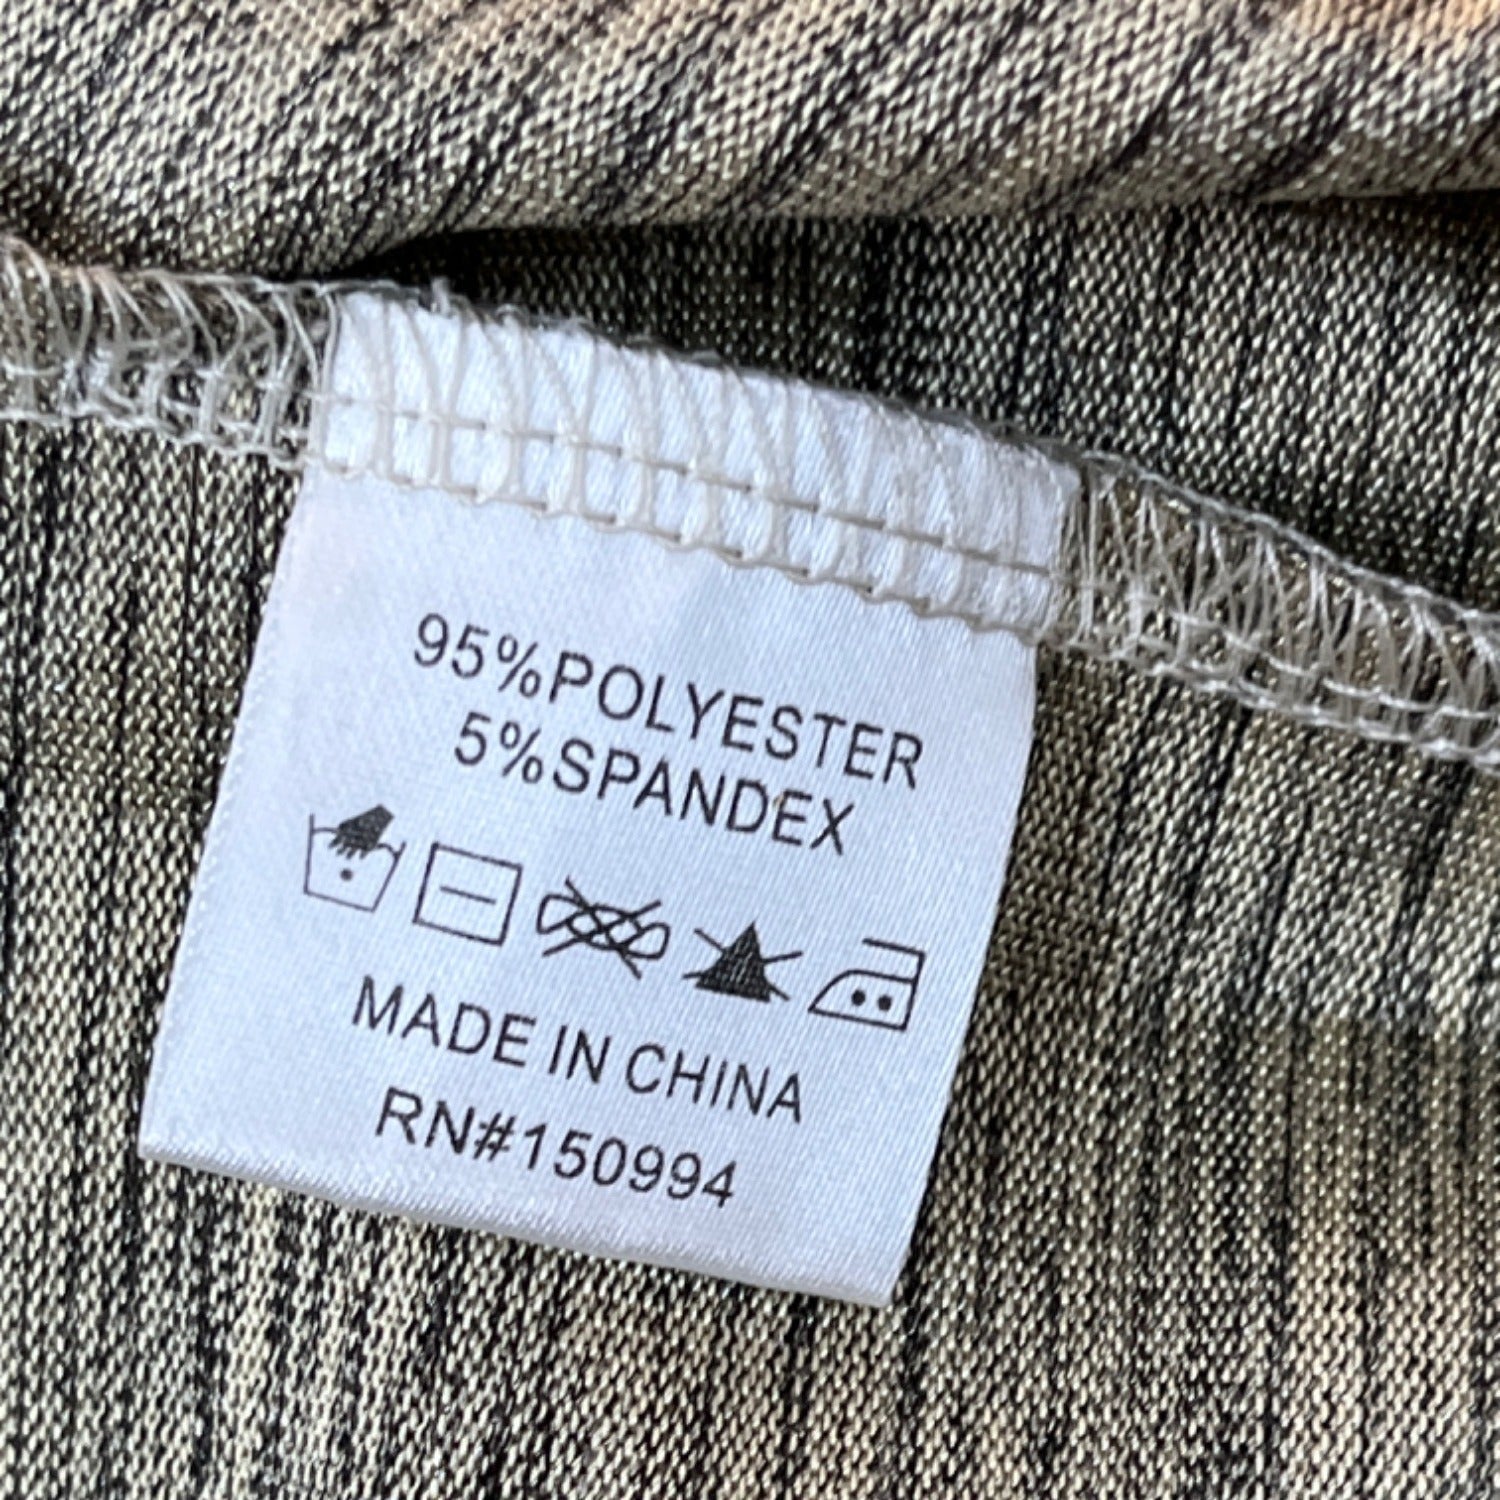 95%POLYESTER
5%SPANDEX
MADE IN CHINA
RN#150994